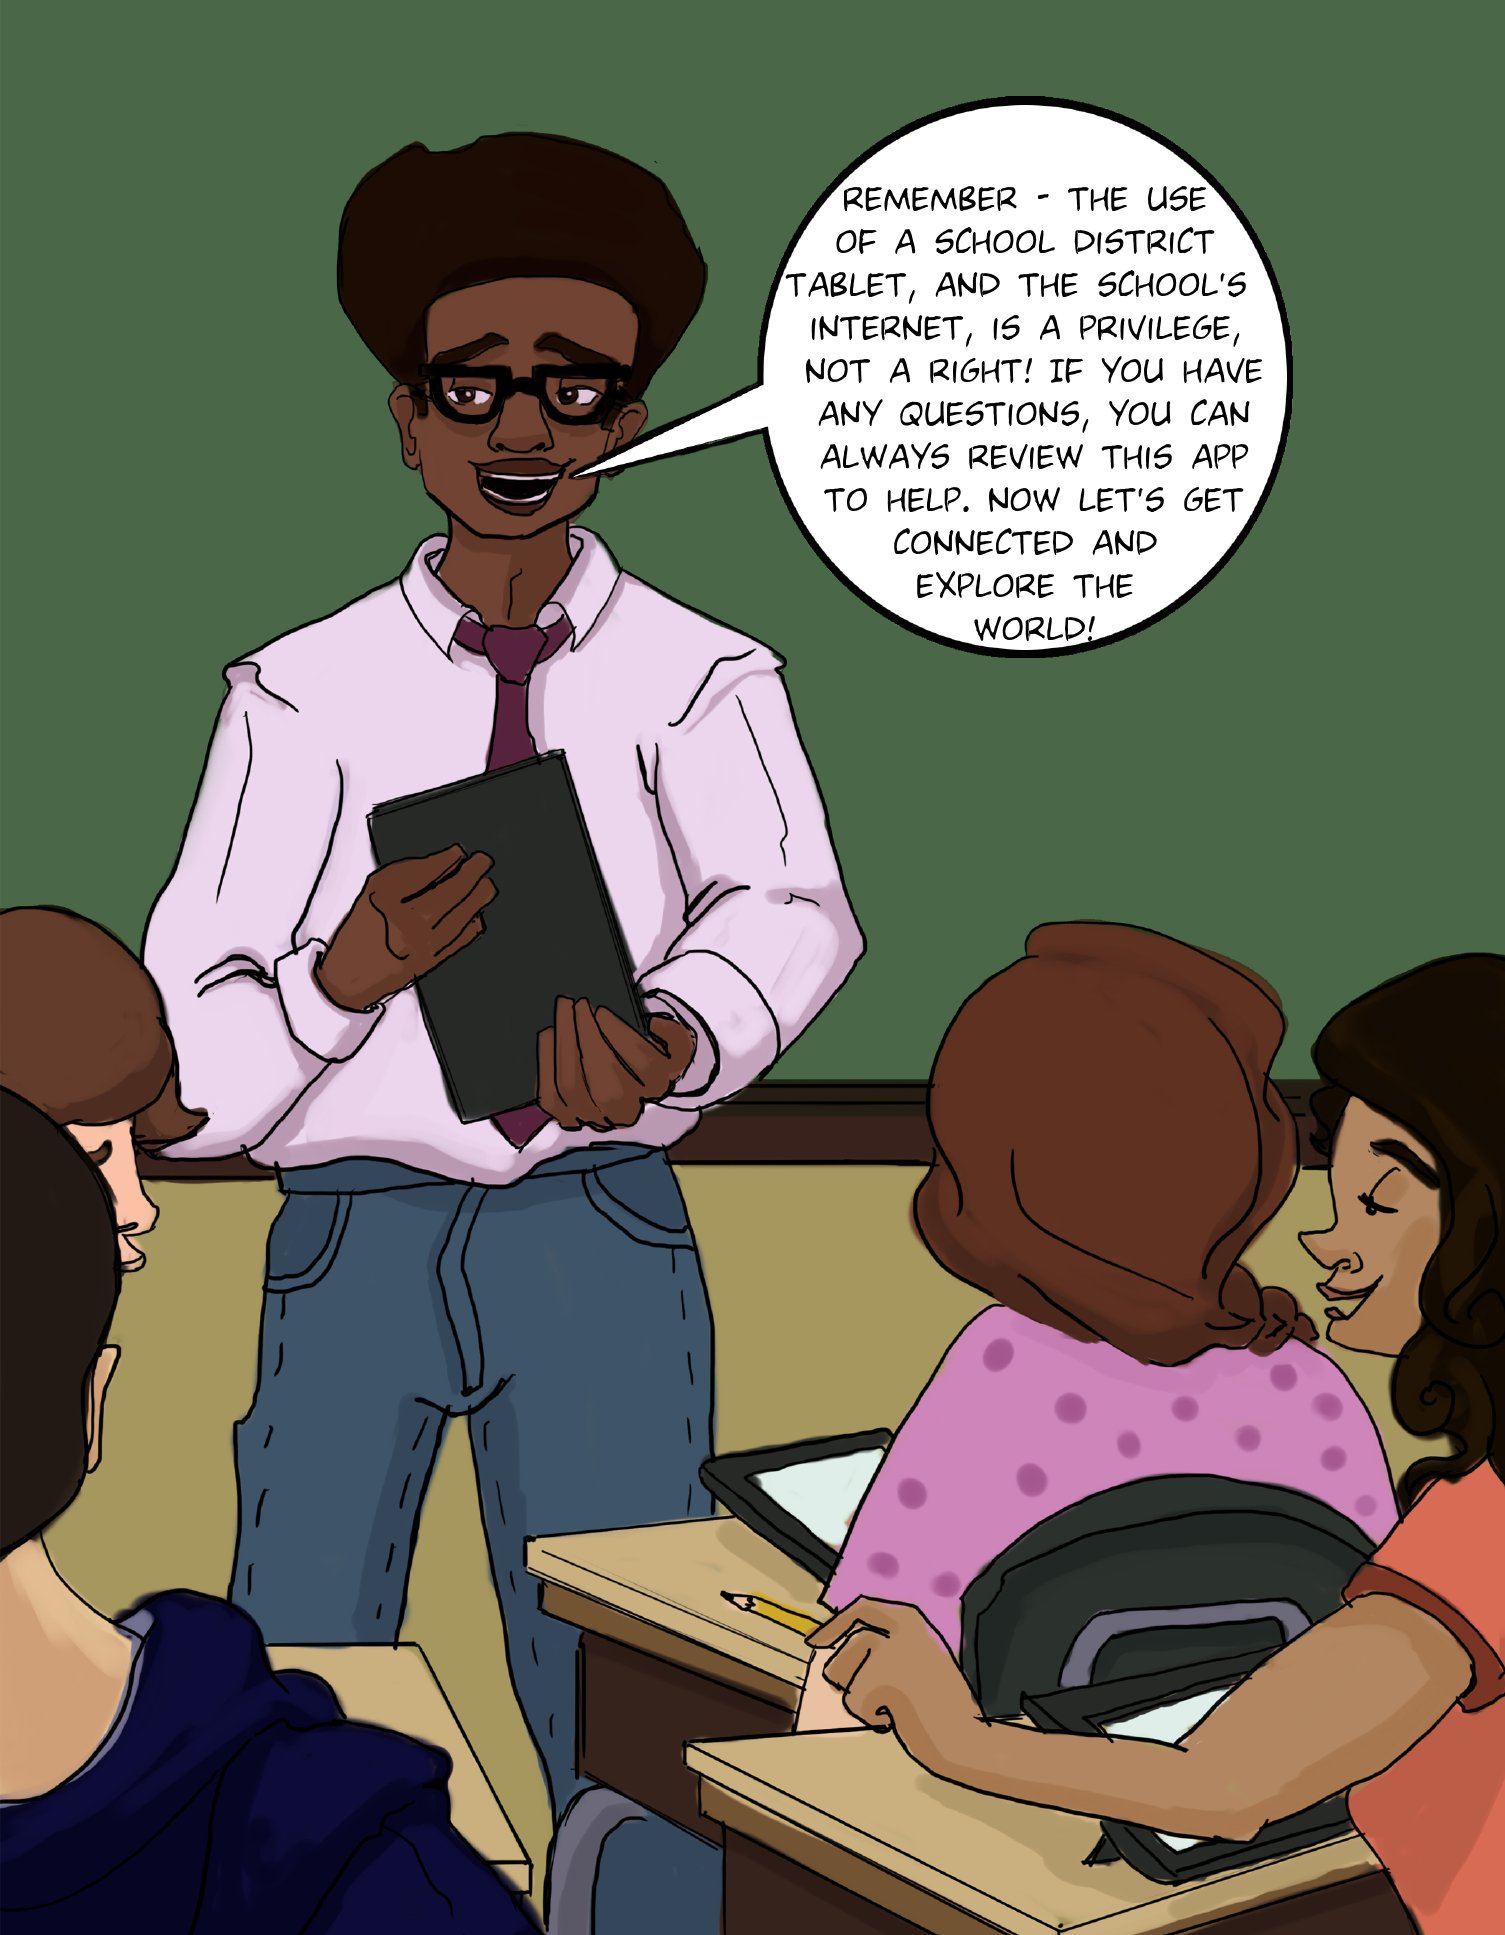 REMEMBER - THE USE
OF A SCHOOL DISTRICT
TABLET, AND THE SCHOOL'S
INTERNET, IS A PRIVILEGE,
NOT A RIGHT! IF YOU HAVE
ANY QUESTIONS, YOU CAN
ALWAYS REVIEW THIS APP
TO HELP. NOW LET'S GET
CONNECTED AND
EXPLORE THE
WORLD!